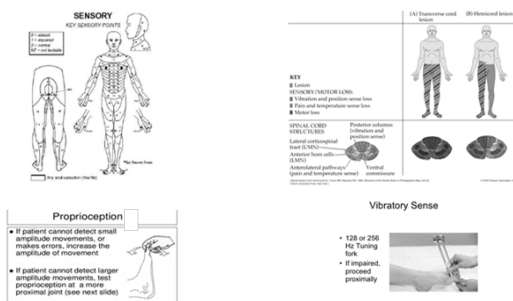 SENSORY
KEY SENSORY POINTS
0 = absent
1 = impaired
2 = normal
NT = not testable
Any anal sensation (Yes/No)
(A) Transverse cord lesion
(B) Hemicord lesion
KEY
Lesion
SENSORY/MOTOR LOSS:
Vibration and position sense loss
Pain and temperature sense loss
Motor loss
SPINAL CORD
STRUCTURES
Posterior columns
(vibration and
position sense)
Lateral corticospinal
tract (UMN)
Anterior horn cells
(LMN)
Anterolateral pathways
(pain and temperature sense)
Ventral
commissure
Proprioception
• If patient cannot detect small
amplitude movements, or
makes errors, increase the
amplitude of movement
• If patient cannot detect larger
amplitude movements, test
proprioception at a more
proximal joint (see next slide)
Vibratory Sense
• 128 or 256
Hz Tuning
fork
• If impaired,
proceed
proximally